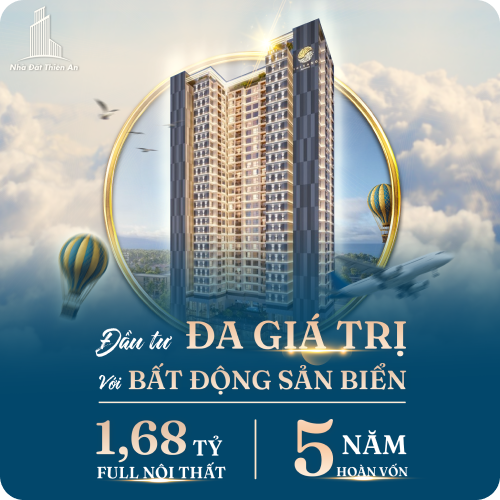 Nhà Đất Thiên Ân
Đầu tư ĐA GIÁ TRỊ
Với BẤT ĐỘNG SẢN BIỂN
1,68 TỶ
FULL NỘI THẤT
5 NĂM
HOÀN VỐN